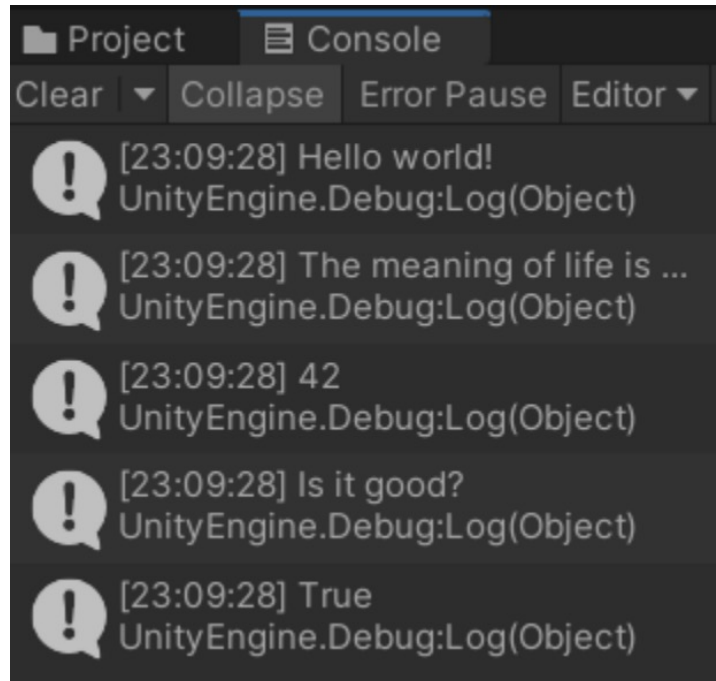 Project Console
Clear Collapse Error Pause Editor
[23:09:28] Hello world!
UnityEngine.Debug:Log(Object)
[23:09:28] The meaning of life is ...
UnityEngine.Debug:Log(Object)
[23:09:28] 42
UnityEngine.Debug:Log(Object)
[23:09:28] Is it good?
UnityEngine.Debug:Log(Object)
[23:09:28] True
UnityEngine.Debug:Log(Object)